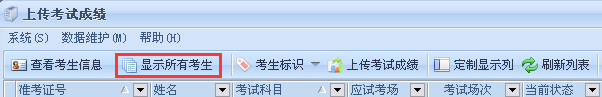 上传考试成绩
系统(S) 数据维护(M) 帮助(H)
查看考生信息 显示所有考生 考生标识 上传考试成绩 定制显示列 刷新列表
准考证号 姓名 考试科目 应试考场 考试场次 当前状态